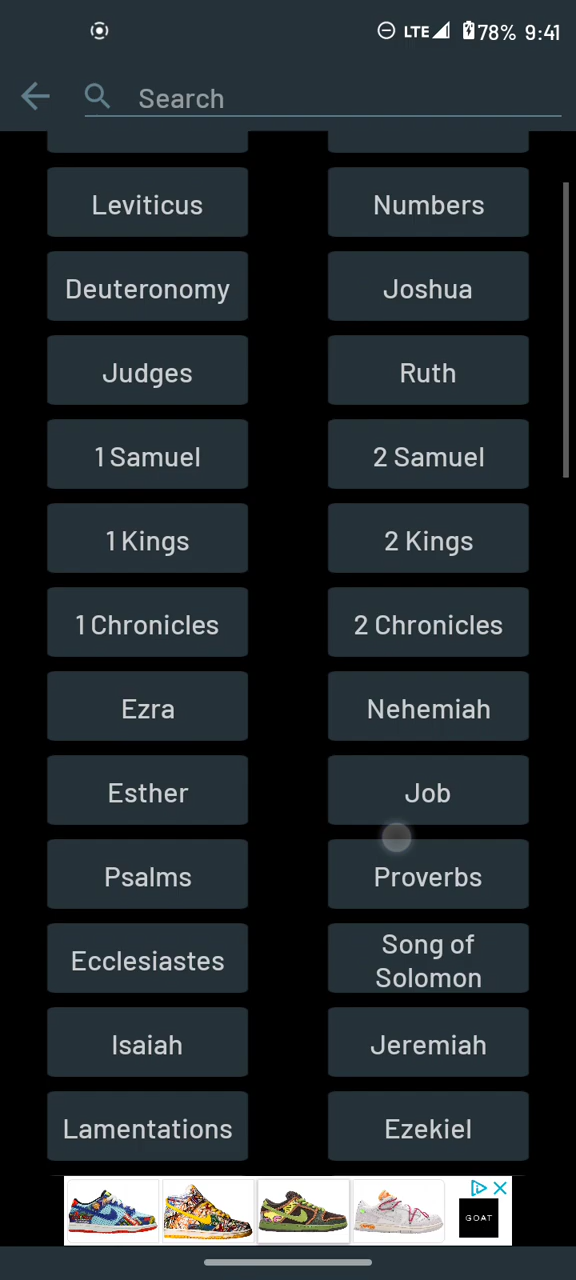 LTE 78% 9:41
Search
Leviticus Numbers
Deuteronomy Joshua
Judges Ruth
1 Samuel 2 Samuel
1 Kings 2 Kings
1 Chronicles 2 Chronicles
Ezra Nehemiah
Esther Job
Psalms Proverbs
Ecclesiastes Song of
Solomon
Isaiah Jeremiah
Lamentations Ezekiel
GOAT